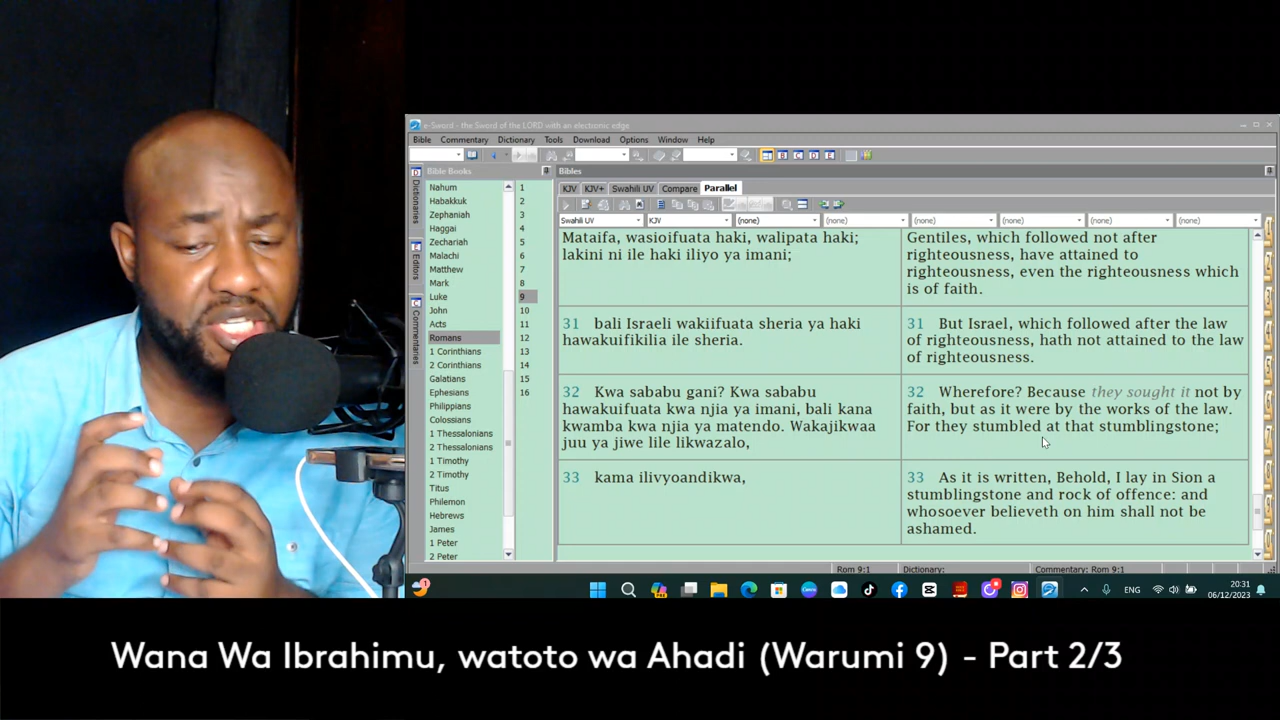 e-Sword - the Sword of the LORD with an electronic edge
Bible Commentary Dictionary Tools Download Options Window Help
Bible Books
Bibles
Dictionaries
Editors
Commentaries
Nahum
Habakkuk
Zephaniah
Haggai
Zechariah
Malachi
Matthew
Mark
Luke
John
Acts
Romans
1 Corinthians
2 Corinthians
Galatians
Ephesians
Philippians
Colossians
1 Thessalonians
2 Thessalonians
1 Timothy
2 Timothy
Titus
Philemon
Hebrews
James
1 Peter
2 Peter
1
2
3
4
5
6
7
8
9
10
11
12
13
14
15
16
KJV KJV+ Swahili UV Compare Parallel
Swahili UV KJV (none) (none) (none) (none) (none) (none)
Mataifa, wasioifuata haki, walipata haki;
lakini ni ile haki iliyo ya imani;
31 bali Israeli wakiifuata sheria ya haki
hawakuifikilia ile sheria.
32 Kwa sababu gani? Kwa sababu
hawakuifuata kwa njia ya imani, bali kana
kwamba kwa njia ya matendo. Wakajikwaa
juu ya jiwe lile likwazalo,
33 kama ilivyoandikwa,
Gentiles, which followed not after
righteousness, have attained to
righteousness, even the righteousness which
is of faith.
31 But Israel, which followed after the law
of righteousness, hath not attained to the law
of righteousness.
32 Wherefore? Because they sought it not by
faith, but as it were by the works of the law.
For they stumbled at that stumblingstone;
33 As it is written, Behold, I lay in Sion a
stumblingstone and rock of offence: and
whosoever believeth on him shall not be
ashamed.
Rom 9:1 Dictionary: Commentary: Rom 9:1
ENG
20:31
06/12/2023
Wana Wa Ibrahimu, watoto wa Ahadi (Warumi 9) - Part 2/3